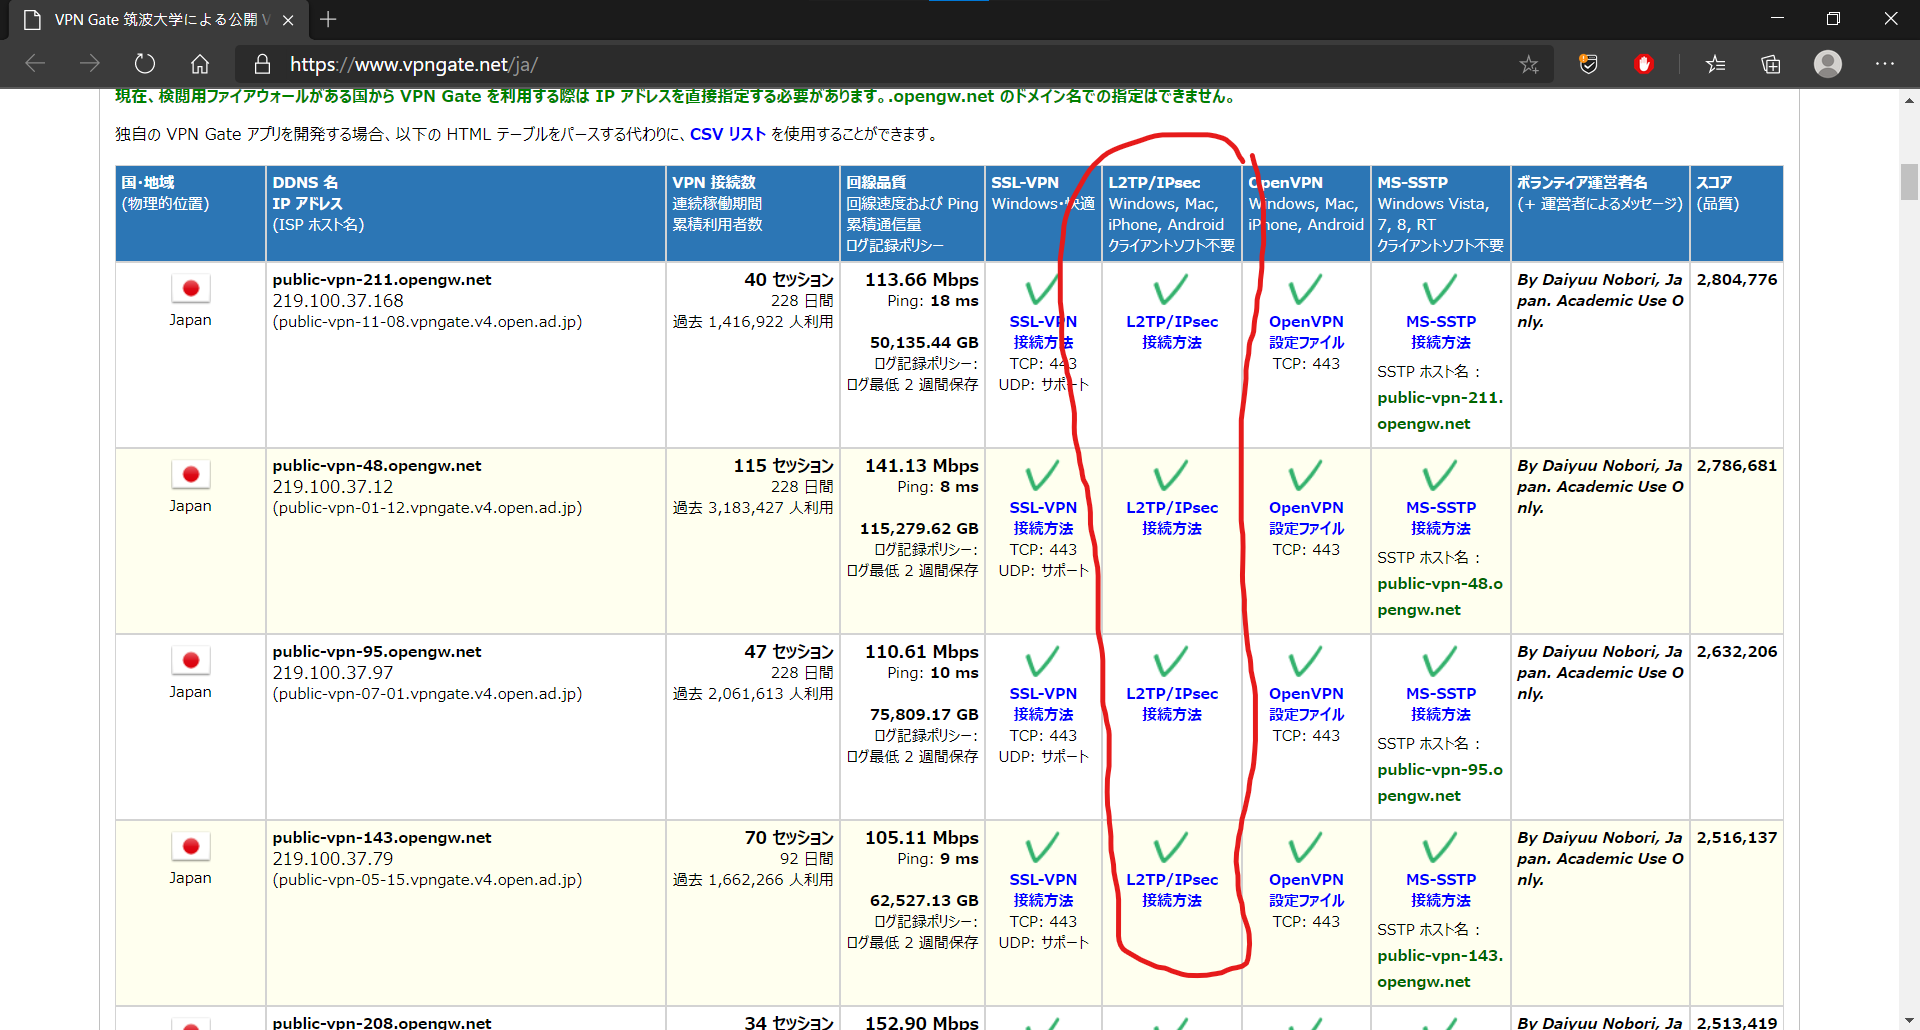 VPN Gate 筑波大学による公開 V
https://www.vpngate.net/ja/
現在、検閲用ファイアウォールがある国から VPN Gate を利用する際は IP アドレスを直接指定する必要があります。.opengw.net のドメイン名での指定はできません。
独自の VPN Gate アプリを開発する場合、以下の HTML テーブルをパースする代わりに、CSV リスト を使用することができます。
国・地域
(物理的位置)
DDNS 名
IP アドレス
(ISP ホスト名)
VPN 接続数
連続稼働期間
累積利用者数
回線品質
回線速度および Ping
累積通信量
ログ記録ポリシー
SSL-VPN
Windows・快適
L2TP/IPsec
Windows, Mac,
iPhone, Android
クライアントソフト不要
OpenVPN
Windows, Mac,
iPhone, Android
MS-SSTP
Windows Vista,
7, 8, RT
クライアントソフト不要
ボランティア運営者名
(+ 運営者によるメッセージ)
スコア
(品質)
Japan
public-vpn-211.opengw.net
219.100.37.168
(public-vpn-11-08.vpngate.v4.open.ad.jp)
40 セッション
228 日間
過去 1,416,922 人利用
113.66 Mbps
Ping: 18 ms
50,135.44 GB
ログ記録ポリシー:
ログ最低 2 週間保存
SSL-VPN
接続方法
TCP: 443
UDP: サポート
L2TP/IPsec
接続方法
OpenVPN
設定ファイル
TCP: 443
MS-SSTP
接続方法
SSTP ホスト名 :
public-vpn-211.
opengw.net
By Daiyuu Nobori, Ja
pan. Academic Use O
nly.
2,804,776
Japan
public-vpn-48.opengw.net
219.100.37.12
(public-vpn-01-12.vpngate.v4.open.ad.jp)
115 セッション
228 日間
過去 3,183,427 人利用
141.13 Mbps
Ping: 8 ms
115,279.62 GB
ログ記録ポリシー:
ログ最低 2 週間保存
SSL-VPN
接続方法
TCP: 443
UDP: サポート
L2TP/IPsec
接続方法
OpenVPN
設定ファイル
TCP: 443
MS-SSTP
接続方法
SSTP ホスト名 :
public-vpn-48.o
pengw.net
By Daiyuu Nobori, Ja
pan. Academic Use O
nly.
2,786,681
Japan
public-vpn-95.opengw.net
219.100.37.97
(public-vpn-07-01.vpngate.v4.open.ad.jp)
47 セッション
228 日間
過去 2,061,613 人利用
110.61 Mbps
Ping: 10 ms
75,809.17 GB
ログ記録ポリシー:
ログ最低 2 週間保存
SSL-VPN
接続方法
TCP: 443
UDP: サポート
L2TP/IPsec
接続方法
OpenVPN
設定ファイル
TCP: 443
MS-SSTP
接続方法
SSTP ホスト名 :
public-vpn-95.o
pengw.net
By Daiyuu Nobori, Ja
pan. Academic Use O
nly.
2,632,206
Japan
public-vpn-143.opengw.net
219.100.37.79
(public-vpn-05-15.vpngate.v4.open.ad.jp)
70 セッション
92 日間
過去 1,662,266 人利用
105.11 Mbps
Ping: 9 ms
62,527.13 GB
ログ記録ポリシー:
ログ最低 2 週間保存
SSL-VPN
接続方法
TCP: 443
UDP: サポート
L2TP/IPsec
接続方法
OpenVPN
設定ファイル
TCP: 443
MS-SSTP
接続方法
SSTP ホスト名 :
public-vpn-143.
opengw.net
By Daiyuu Nobori, Ja
pan. Academic Use O
nly.
2,516,137
public-vpn-208.opengw.net
34 セッション
152.90 Mbps
By Daiyuu Nobori, Ja
2,513,419